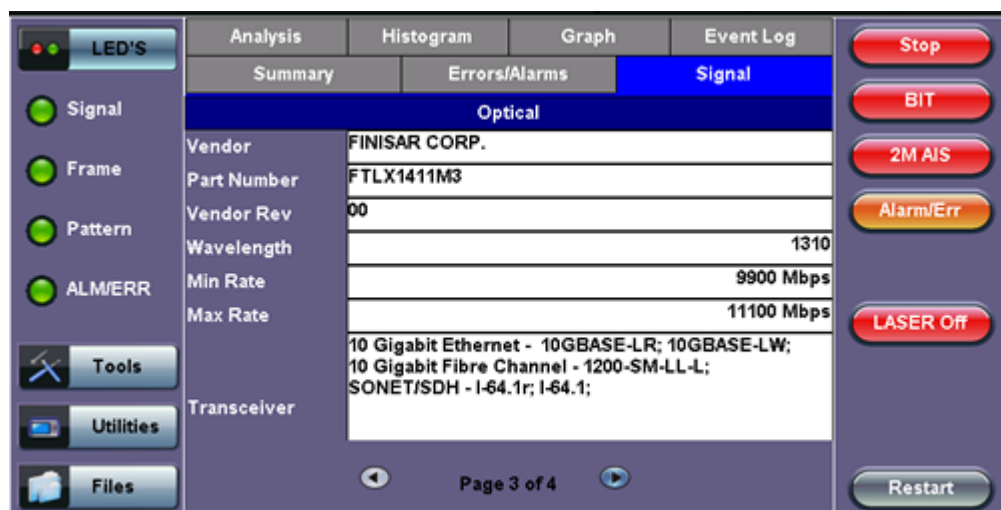 LED'S
Signal
Frame
Pattern
ALM/ERR
Tools
Utilities
Files
Analysis Histogram Graph Event Log
Summary Errors/Alarms Signal
Optical
Vendor FINISAR CORP.
Part Number FTLX1411M3
Vendor Rev 00
Wavelength 1310
Min Rate 9900 Mbps
Max Rate 11100 Mbps
Transceiver
10 Gigabit Ethernet - 10GBASE-LR; 10GBASE-LW;
10 Gigabit Fibre Channel - 1200-SM-LL-L;
SONET/SDH - I-64.1r; I-64.1;
Page 3 of 4
Stop
BIT
2M AIS
Alarm/Err
LASER Off
Restart